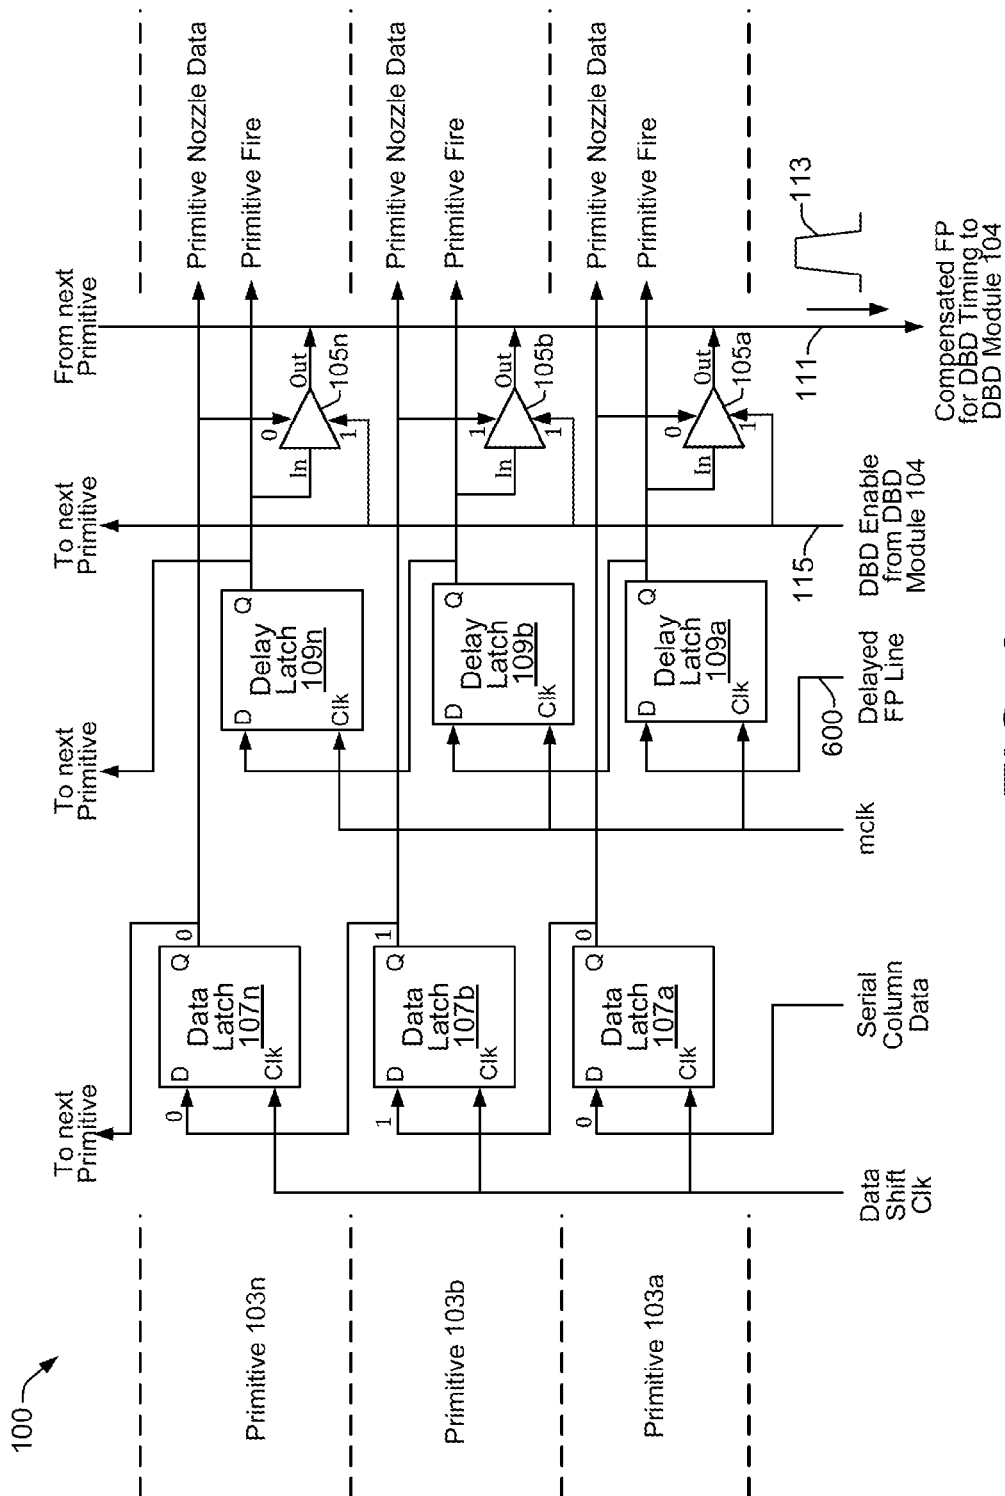 100
To next
Primitive
To next
Primitive
To next
Primitive
From next
Primitive
Primitive 103n
0
D
Q
0
Data
Latch
107n
Clk
D
Q
Delay
Latch
109n
Clk
In
0
1
Out
105n
Primitive Nozzle Data
Primitive Fire
Primitive 103b
1
D
Q
1
Data
Latch
107b
Clk
D
Q
Delay
Latch
109b
Clk
In
1
1
Out
105b
Primitive Nozzle Data
Primitive Fire
Primitive 103a
0
D
Q
0
Data
Latch
107a
Clk
D
Q
Delay
Latch
109a
Clk
In
0
1
Out
105a
Primitive Nozzle Data
Primitive Fire
Data
Shift
Clk
Serial
Column
Data
mclk
600
Delayed
FP Line
115
DBD Enable
from DBD
Module 104
111
113
Compensated FP
for DBD Timing to
DBD Module 104